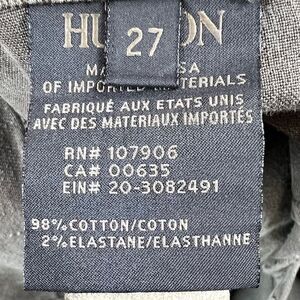 27
OF IMPORTED MATERIALS
FABRIQUÉ AUX ETATS UNIS
AVEC DES MATERIAUX IMPORTÉS
RN# 107906
CA# 00635
EIN# 20-3082491
98% COTTON/COTON
2% ELASTANE/ELASTHANNE